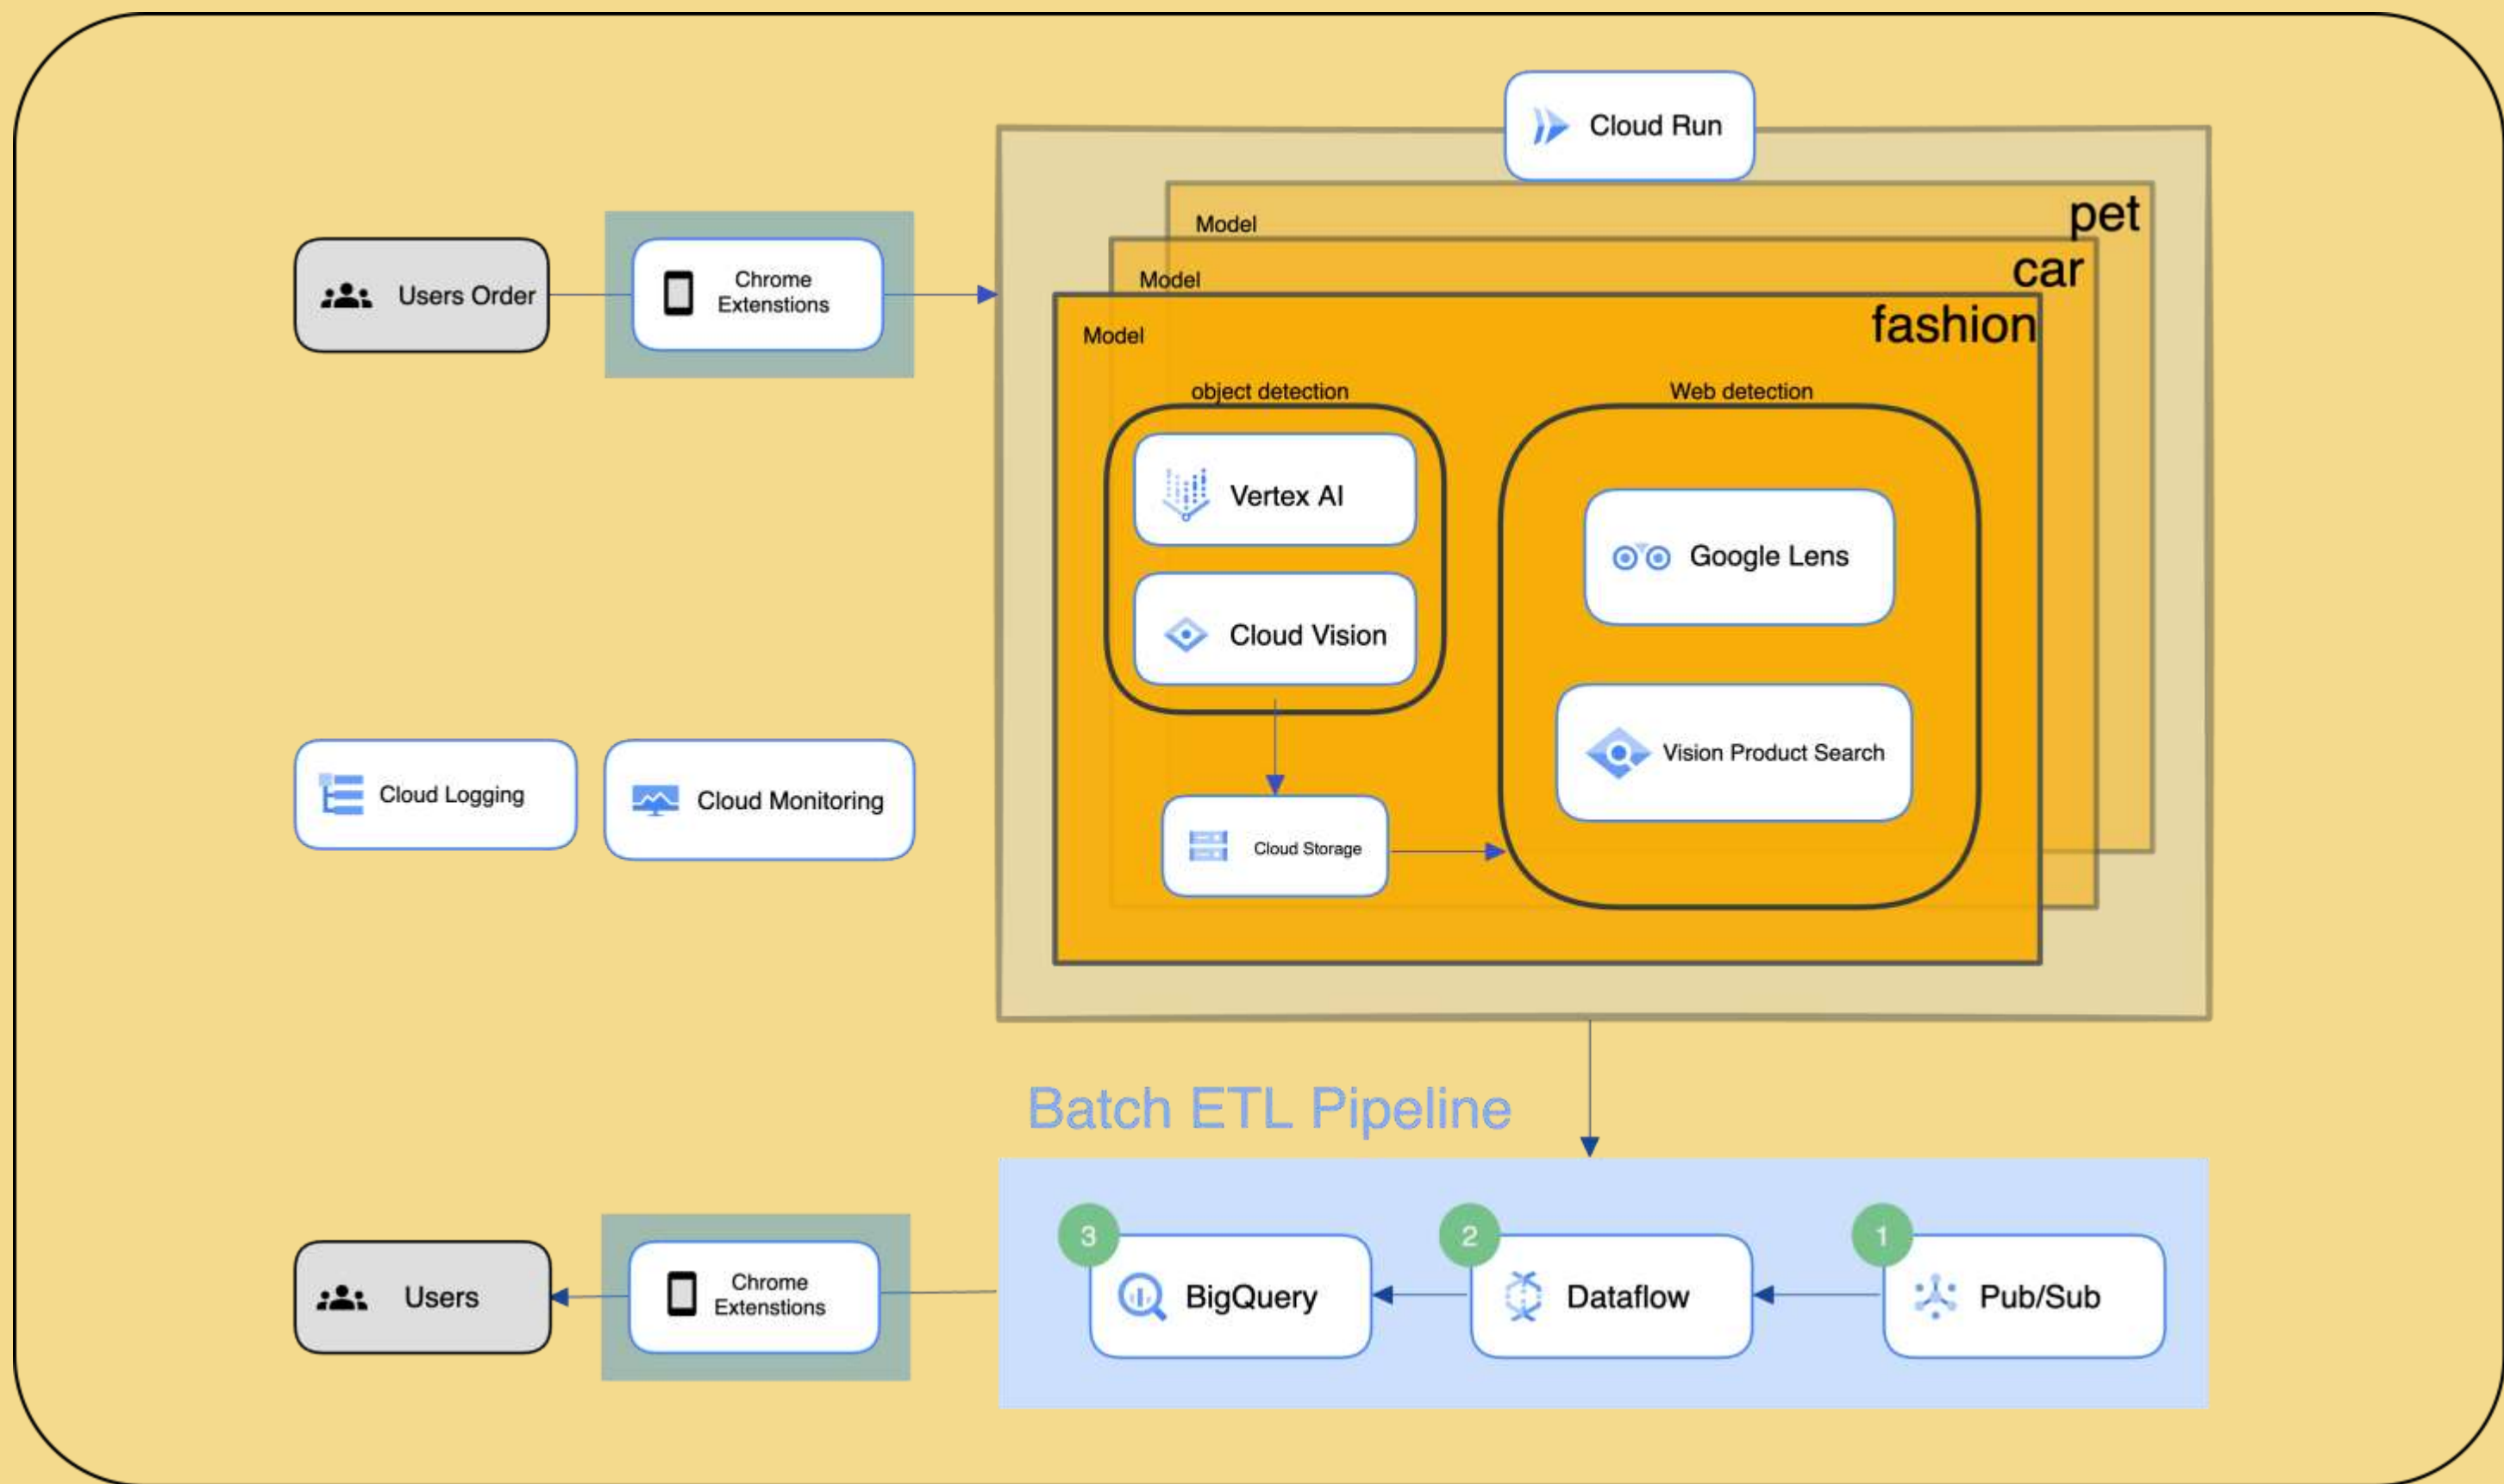 Cloud Run
pet
Model
car
Model
fashion
Model
Users Order
Chrome
Extenstions
object detection
Web detection
Vertex AI
Google Lens
Cloud Vision
Vision Product Search
Cloud Logging
Cloud Monitoring
Cloud Storage
Batch ETL Pipeline
3
2
1
Users
Chrome
Extenstions
BigQuery
Dataflow
Pub/Sub